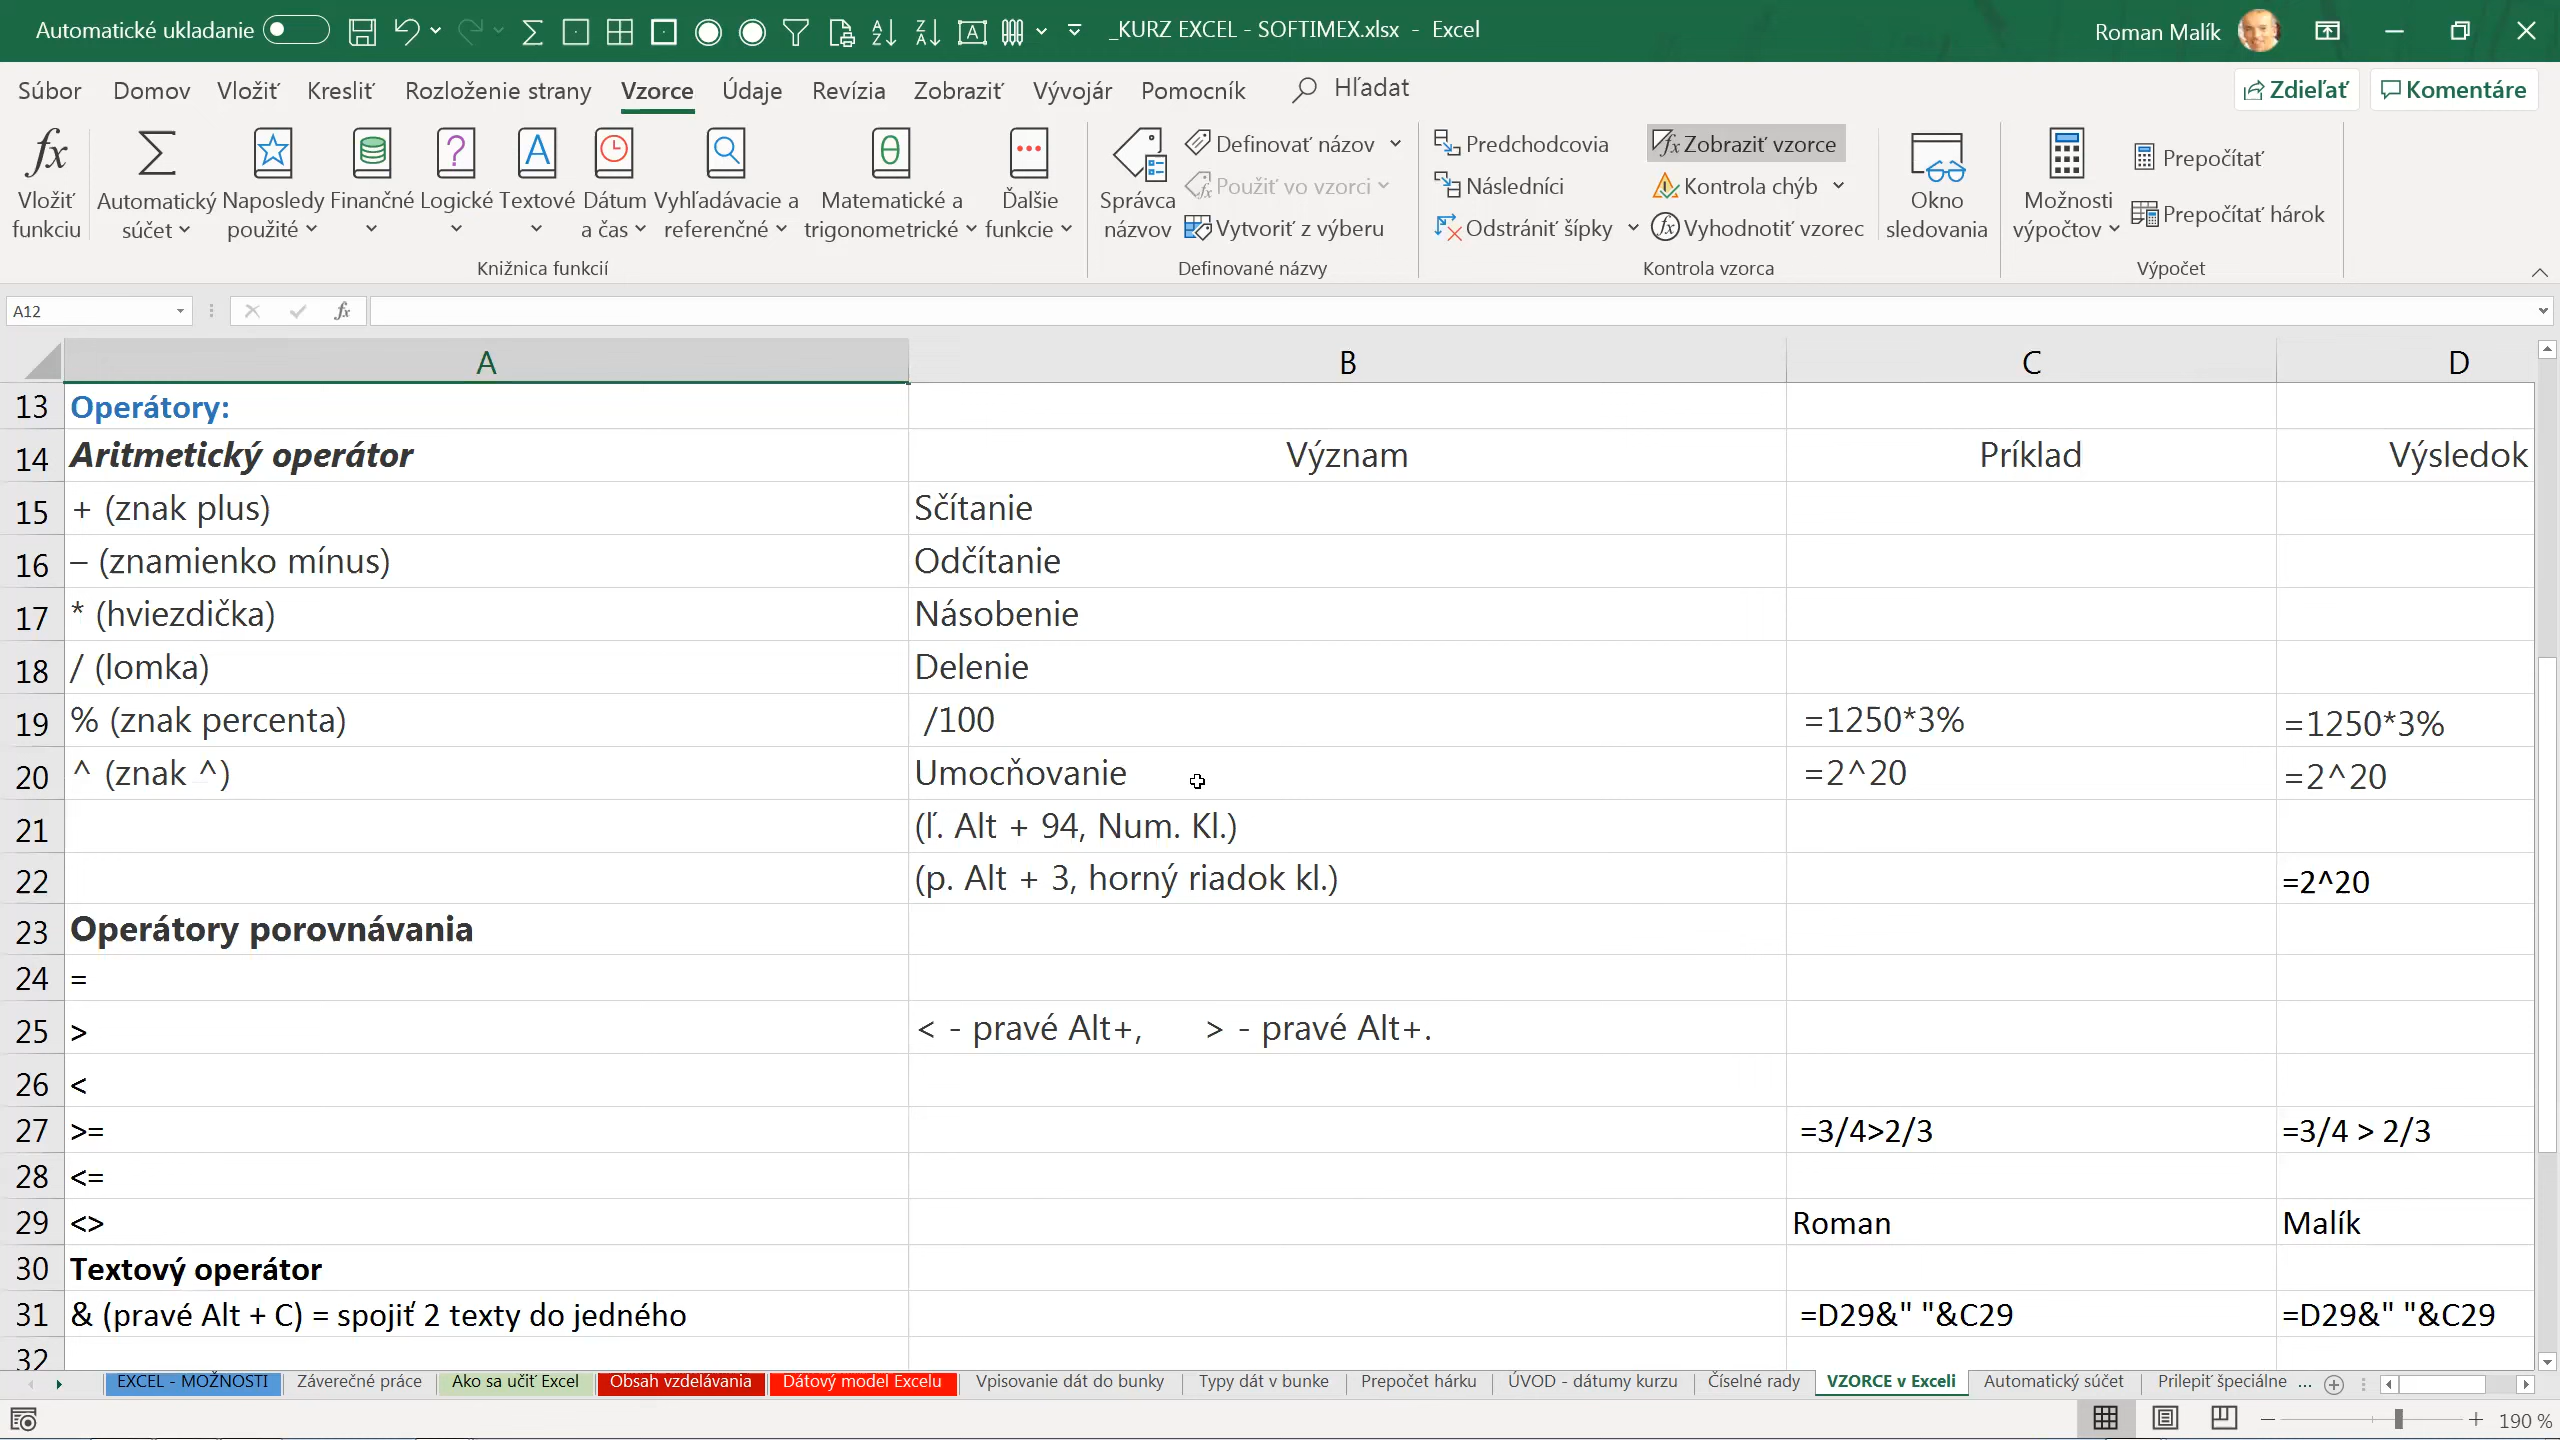 Automatické ukladanie
_KURZ EXCEL - SOFTIMEX.xlsx - Excel
Roman Malík
Súbor Domov Vložiť Kresliť Rozloženie strany Vzorce Údaje Revízia Zobraziť Vývojár Pomocník Hľadať Zdieľať Komentáre
Vložiť funkciu
Automatický súčet
Naposledy použité
Finančné
Logické
Textové
Dátum a čas
Vyhľadávacie a referenčné
Matematické a trigonometrické
Ďalšie funkcie
Knižnica funkcií
Správca názvov
Definovať názov
Použiť vo vzorci
Vytvoriť z výberu
Definované názvy
Predchodcovia
Následníci
Odstrániť šípky
Zobraziť vzorce
Kontrola chýb
Vyhodnotiť vzorec
Kontrola vzorca
Okno sledovania
Možnosti výpočtov
Prepočítať
Prepočítať hárok
Výpočet
A12 fx
A B C D
13 Operátory:
14 Aritmetický operátor Význam Príklad Výsledok
15 + (znak plus) Sčítanie
16 – (znamienko mínus) Odčítanie
17 * (hviezdička) Násobenie
18 / (lomka) Delenie
19 % (znak percenta) /100 =1250*3% =1250*3%
20 ^ (znak ^) Umocňovanie =2^20 =2^20
21 (ľ. Alt + 94, Num. Kl.)
22 (p. Alt + 3, horný riadok kl.) =2^20
23 Operátory porovnávania
24 =
25 > < - pravé Alt+, > - pravé Alt+.
26 <
27 >= =3/4>2/3 =3/4 > 2/3
28 <=
29 <> Roman Malík
30 Textový operátor
31 & (pravé Alt + C) = spojiť 2 texty do jedného =D29&" "&C29 =D29&" "&C29
32
EXCEL - MOŽNOSTI Záverečné práce Ako sa učiť Excel Obsah vzdelávania Dátový model Excelu Vpisovanie dát do bunky Typy dát v bunke Prepočet hárku ÚVOD - dátumy kurzu Číselné rady VZORCE v Exceli Automatický súčet Prilepiť špeciálne ...
190 %